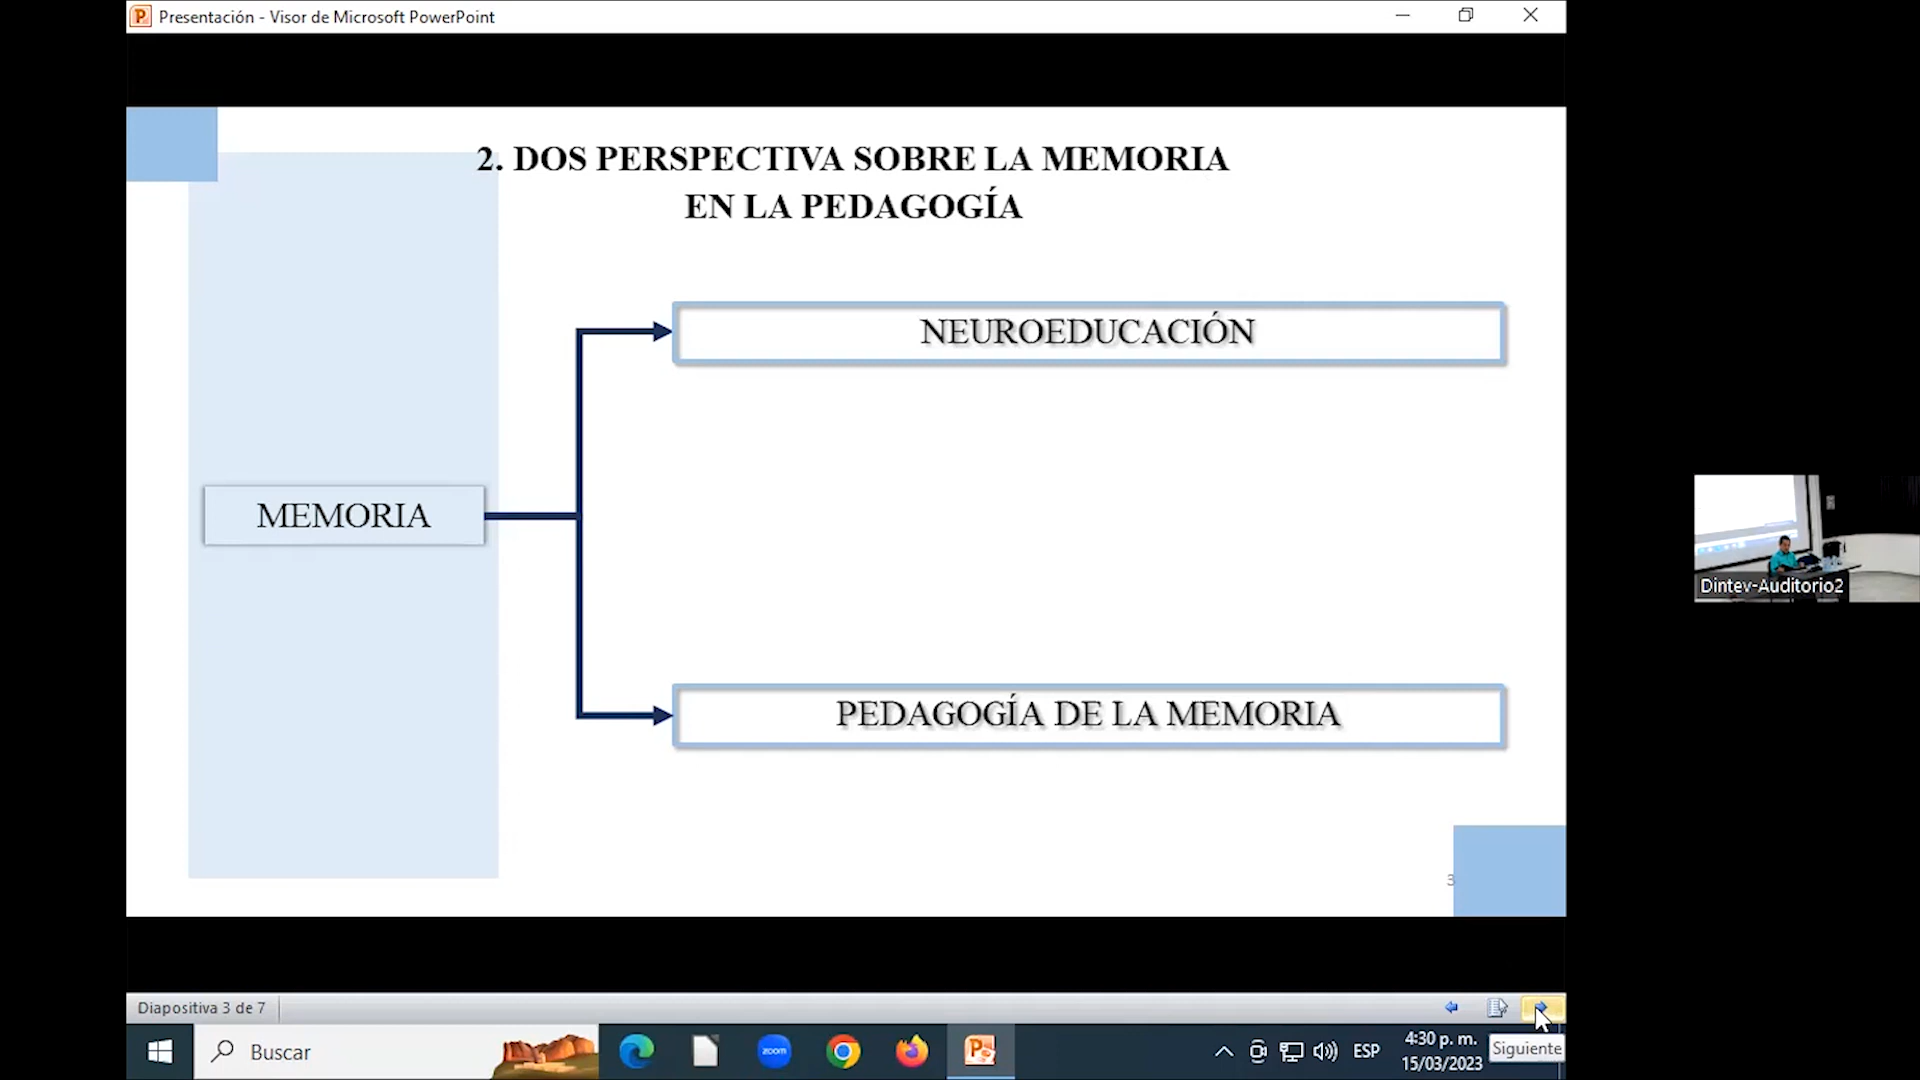 Presentación - Visor de Microsoft PowerPoint
2. DOS PERSPECTIVA SOBRE LA MEMORIA
EN LA PEDAGOGÍA
NEUROEDUCACIÓN
MEMORIA
PEDAGOGÍA DE LA MEMORIA
3
Dintev-Auditorio2
Diapositiva 3 de 7
Buscar
zoom
ESP
4:30 p. m.
15/03/2023
Siguiente